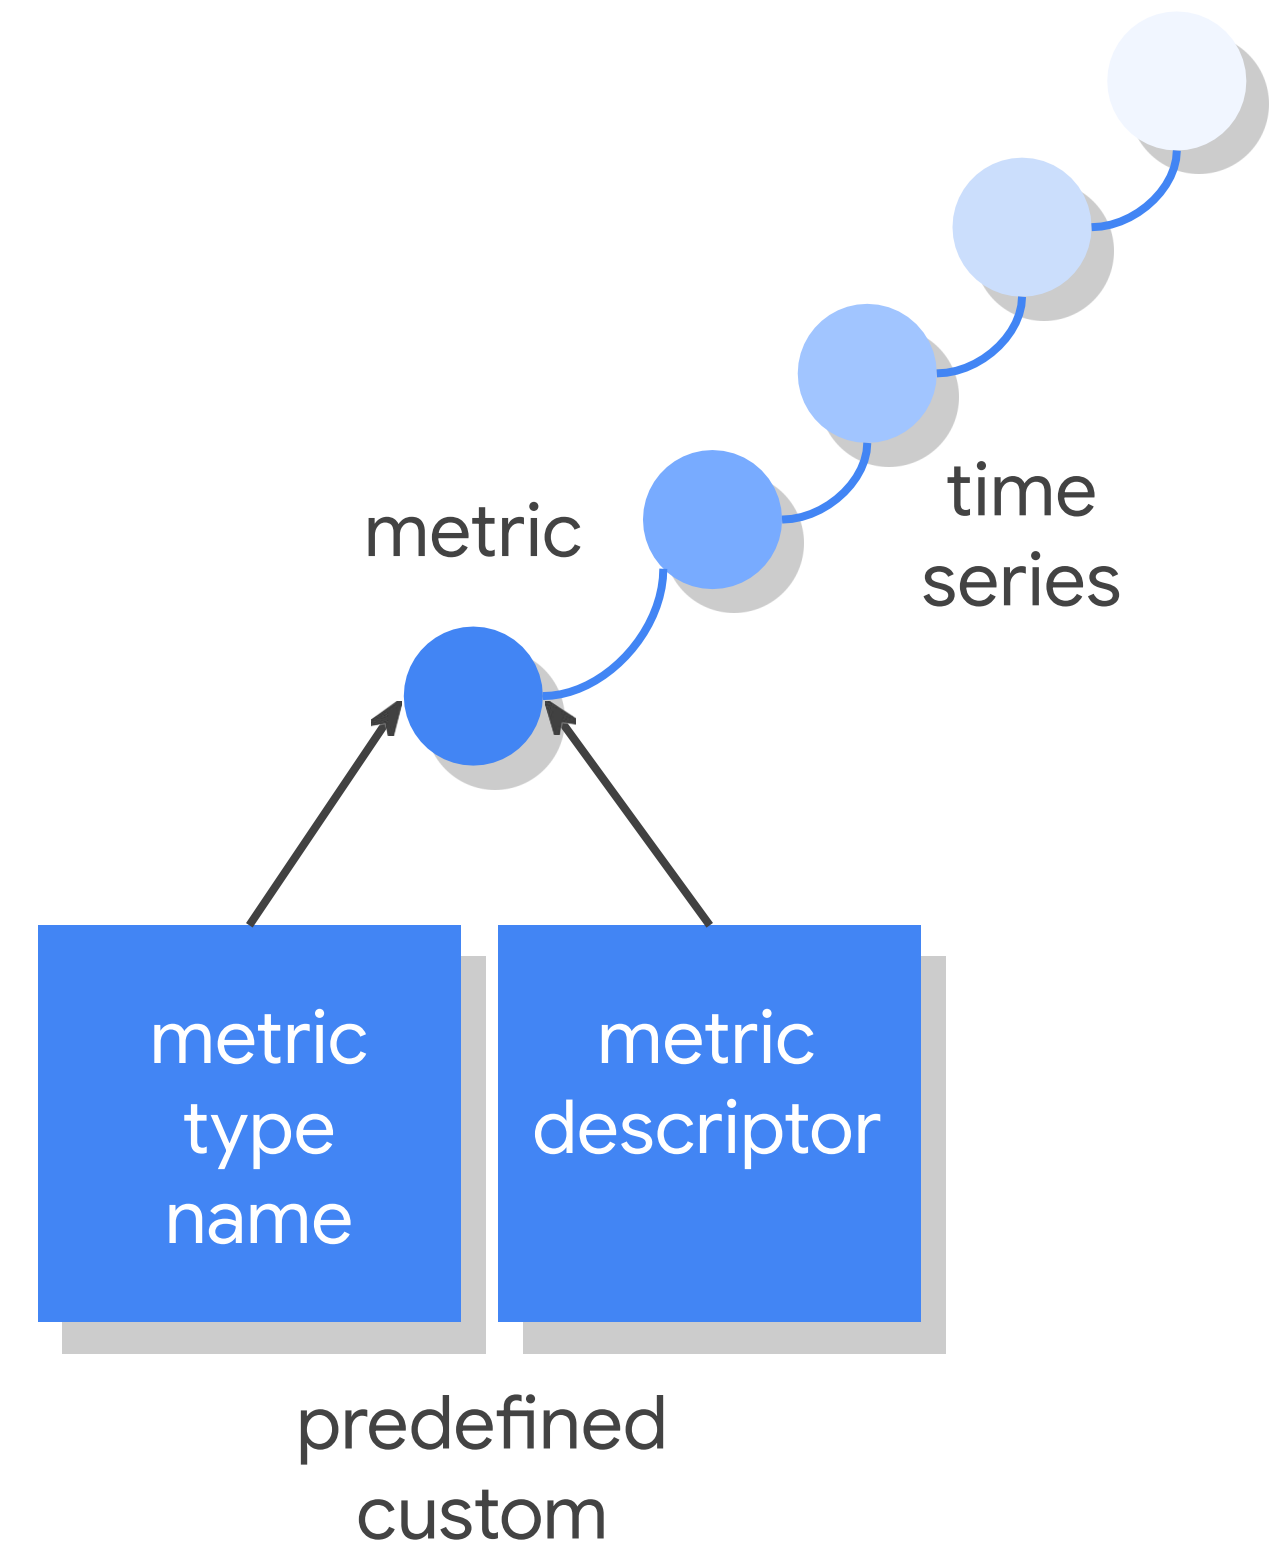 metric
time
series
metric
type
name
metric
descriptor
predefined
custom